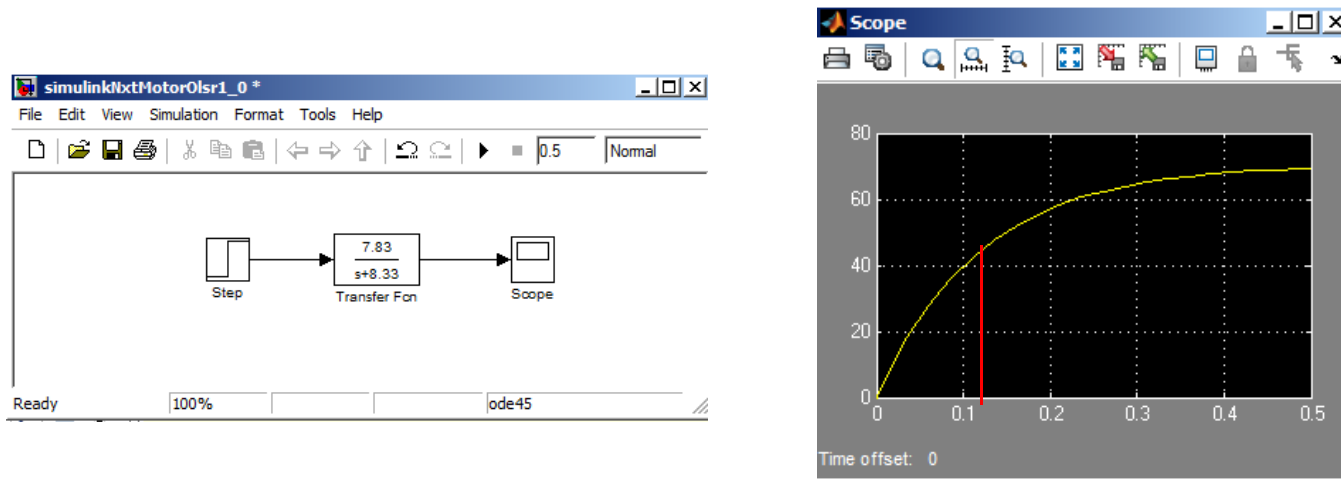 simulinkNxtMotorOlsr1_0 *
File Edit View Simulation Format Tools Help
0.5 Normal
7.83
s+8.33
Step Transfer Fcn Scope
Ready 100% ode45
Scope
80
60
40
20
0
0 0.1 0.2 0.3 0.4 0.5
Time offset: 0